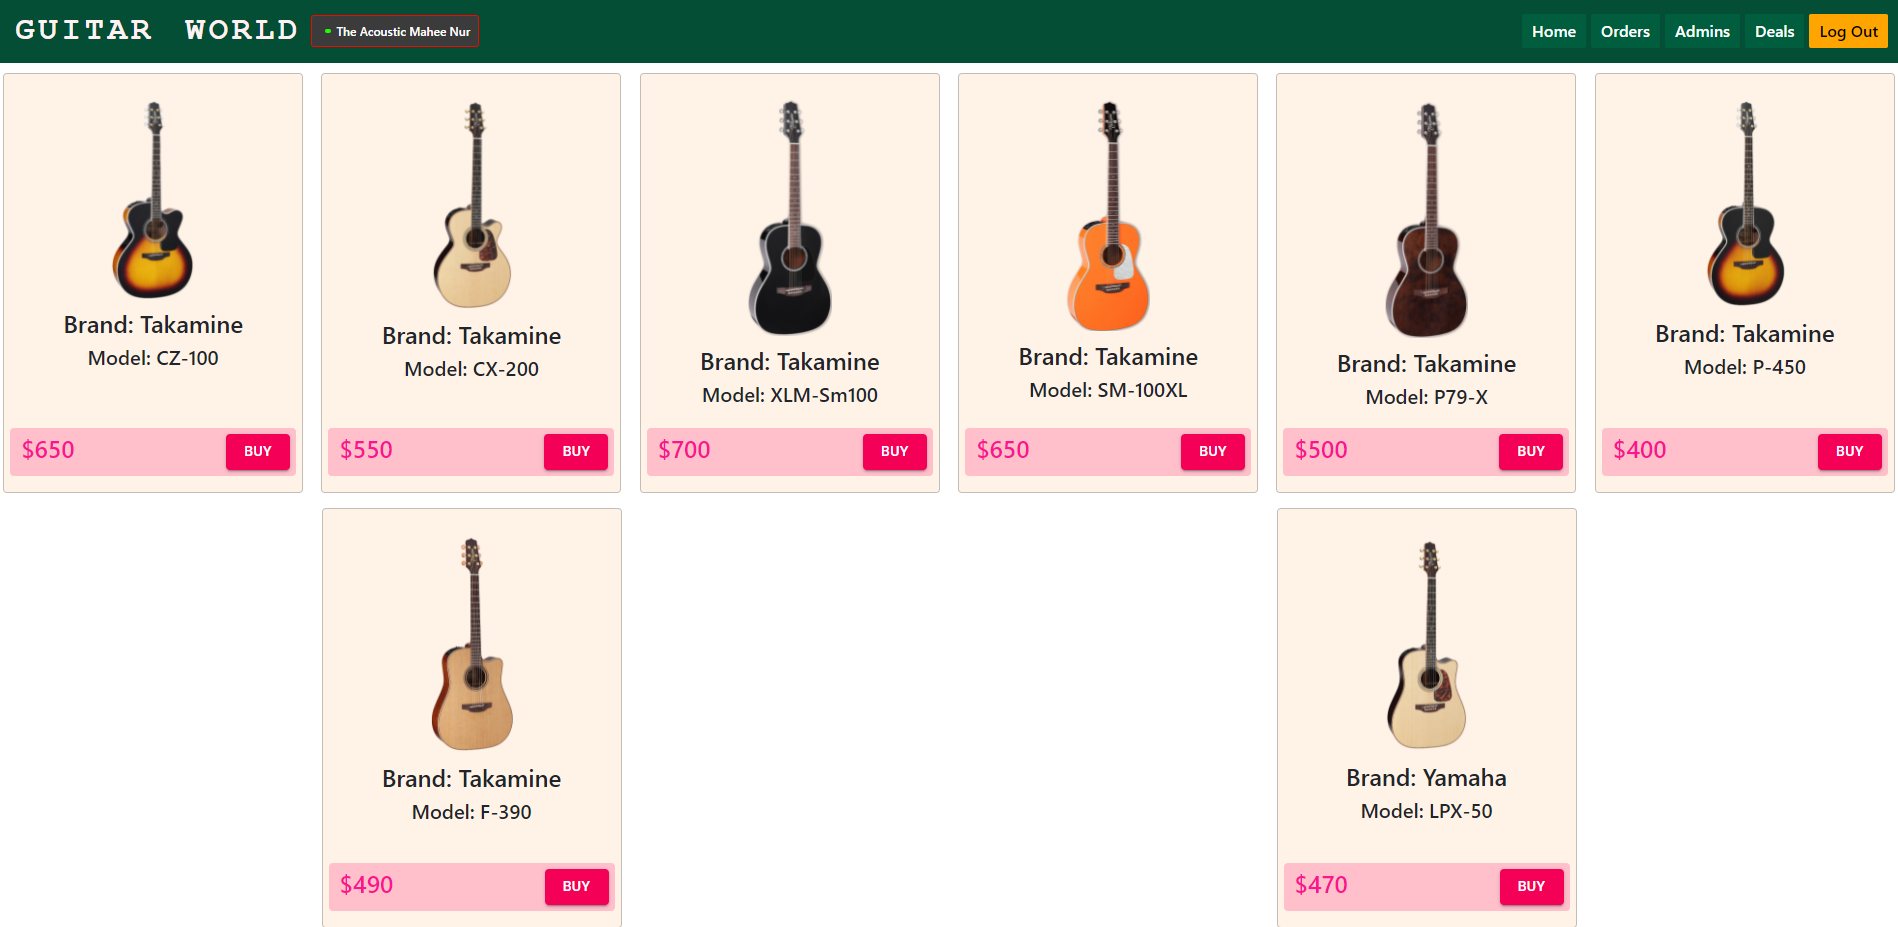 GUITAR WORLD
The Acoustic Mahee Nur
Home
Orders
Admins
Deals
Log Out
Brand: Takamine
Model: CZ-100
$650
BUY
Brand: Takamine
Model: CX-200
$550
BUY
Brand: Takamine
Model: XLM-Sm100
$700
BUY
Brand: Takamine
Model: SM-100XL
$650
BUY
Brand: Takamine
Model: P79-X
$500
BUY
Brand: Takamine
Model: P-450
$400
BUY
Brand: Takamine
Model: F-390
$490
BUY
Brand: Yamaha
Model: LPX-50
$470
BUY